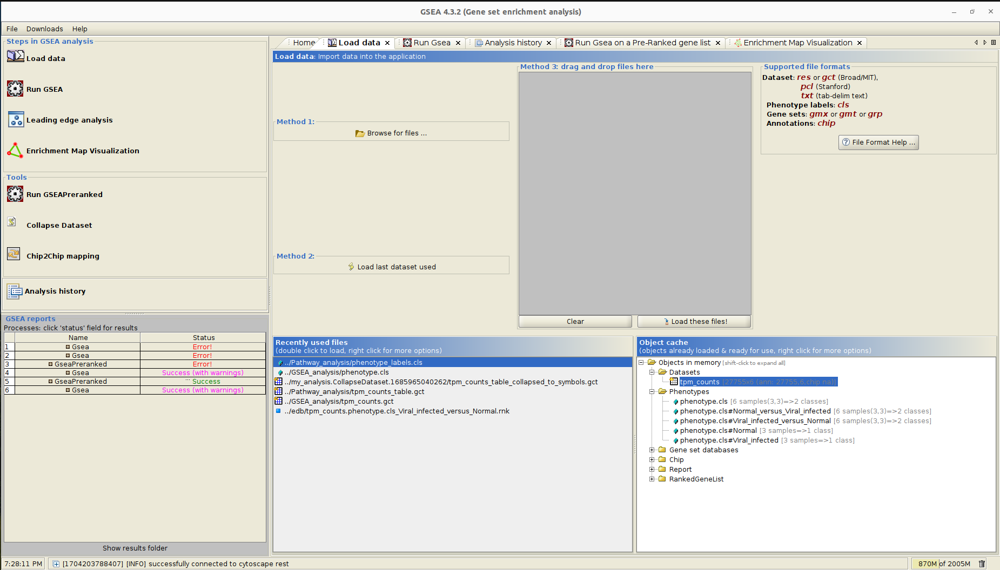 GSEA 4.3.2 (Gene set enrichment analysis)
File Downloads Help
Steps in GSEA analysis
Load data
Run GSEA
Leading edge analysis
Enrichment Map Visualization
Tools
Run GSEAPreranked
Collapse Dataset
Chip2Chip mapping
Analysis history
GSEA reports
Processes: click 'status' field for results
Name Status
1 Gsea Error!
2 Gsea Error!
3 GseaPreranked Error!
4 Gsea Success (with warnings)
5 GseaPreranked Success
6 Gsea Success (with warnings)
Show results folder
Home Load data Run Gsea Analysis history Run Gsea on a Pre-Ranked gene list Enrichment Map Visualization
Load data: Import data into the application
Method 1:
Browse for files ...
Method 2:
Load last dataset used
Method 3: drag and drop files here
Clear Load these files!
Supported file formats
Dataset: res or gct (Broad/MIT),
pcl (Stanford)
txt (tab-delim text)
Phenotype labels: cls
Gene sets: gmx or gmt or grp
Annotations: chip
File Format Help ...
Recently used files
(double click to load, right click for more options)
../Pathway_analysis/phenotype_labels.cls
../GSEA_analysis/phenotype.cls
../my_analysis.CollapseDataset.1685965040262/tpm_counts_table_collapsed_to_symbols.gct
../Pathway_analysis/tpm_counts_table.gct
../GSEA_analysis/tpm_counts.gct
../edb/tpm_counts.phenotype.cls_Viral_infected_versus_Normal.rnk
Object cache
(objects already loaded & ready for use, right click for more options)
Objects in memory [shift-click to expand all]
Datasets
tpm_counts [27755x6 (ann: 27755,6,chip na)]
Phenotypes
phenotype.cls [6 samples(3,3)=>2 classes]
phenotype.cls#Normal_versus_Viral_infected [6 samples(3,3)=>2 classes]
phenotype.cls#Viral_infected_versus_Normal [6 samples(3,3)=>2 classes]
phenotype.cls#Normal [3 samples=>1 class]
phenotype.cls#Viral_infected [3 samples=>1 class]
Gene set databases
Chip
Report
RankedGeneList
7:28:11 PM [1704203788407] [INFO] successfully connected to cytoscape rest 870M of 2005M